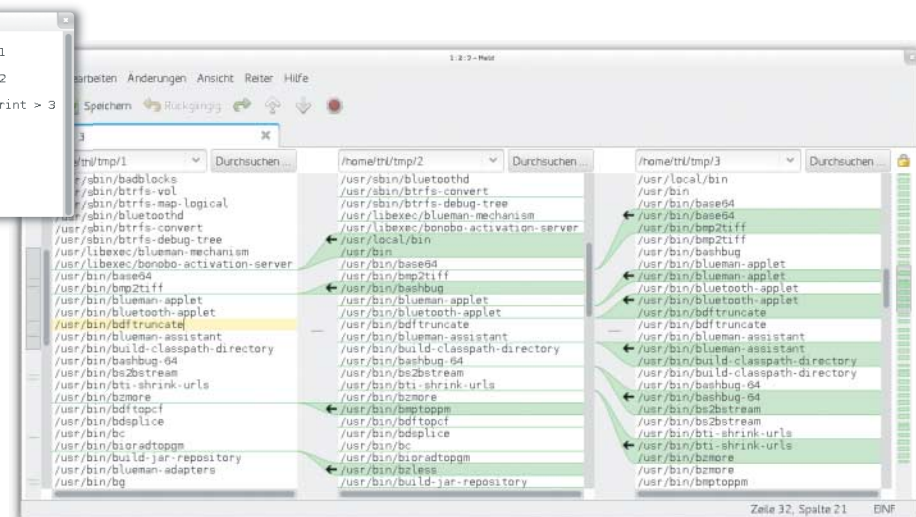 1
2
rint > 3
1:2:3 - Meld
earbeiten Änderungen Ansicht Reiter Hilfe
Speichern Rückgängig
3
/thl/tmp/1 Durchsuchen ...
/sbin/badblocks
/usr/sbin/btrfs-vol
/usr/sbin/btrfs-map-logical
/usr/sbin/bluetoothd
/usr/sbin/btrfs-convert
/usr/sbin/btrfs-debug-tree
/usr/libexec/blueman-mechanism
/usr/libexec/bonobo-activation-server
/usr/bin/base64
/usr/bin/bmp2tiff
/usr/bin/blueman-applet
/usr/bin/bluetooth-applet
/usr/bin/bdftruncate
/usr/bin/blueman-assistant
/usr/bin/build-classpath-directory
/usr/bin/bashbug-64
/usr/bin/bs2bstream
/usr/bin/bti-shrink-urls
/usr/bin/bzmore
/usr/bin/bdftopcf
/usr/bin/bdsplice
/usr/bin/bc
/usr/bin/bioradtopgm
/usr/bin/build-jar-repository
/usr/bin/blueman-adapters
/usr/bin/bg
/home/thl/tmp/2 Durchsuchen ...
/usr/sbin/bluetoothd
/usr/sbin/btrfs-convert
/usr/sbin/btrfs-debug-tree
/usr/libexec/blueman-mechanism
/usr/libexec/bonobo-activation-server
/usr/local/bin
/usr/bin
/usr/bin/base64
/usr/bin/bmp2tiff
/usr/bin/bashbug
/usr/bin/blueman-applet
/usr/bin/bluetooth-applet
/usr/bin/bdftruncate
/usr/bin/blueman-assistant
/usr/bin/build-classpath-directory
/usr/bin/bashbug-64
/usr/bin/bs2bstream
/usr/bin/bti-shrink-urls
/usr/bin/bzmore
/usr/bin/bmptoppm
/usr/bin/bdftopcf
/usr/bin/bdsplice
/usr/bin/bc
/usr/bin/bioradtopgm
/usr/bin/bzless
/usr/bin/build-jar-repository
/home/thl/tmp/3 Durchsuchen ...
/usr/local/bin
/usr/bin
/usr/bin/base64
/usr/bin/base64
/usr/bin/bmp2tiff
/usr/bin/bmp2tiff
/usr/bin/bashbug
/usr/bin/blueman-applet
/usr/bin/blueman-applet
/usr/bin/bluetooth-applet
/usr/bin/bluetooth-applet
/usr/bin/bdftruncate
/usr/bin/bdftruncate
/usr/bin/blueman-assistant
/usr/bin/blueman-assistant
/usr/bin/build-classpath-directory
/usr/bin/build-classpath-directory
/usr/bin/bashbug-64
/usr/bin/bashbug-64
/usr/bin/bs2bstream
/usr/bin/bs2bstream
/usr/bin/bti-shrink-urls
/usr/bin/bti-shrink-urls
/usr/bin/bzmore
/usr/bin/bzmore
/usr/bin/bmptoppm
Zeile 32, Spalte 21 EINF